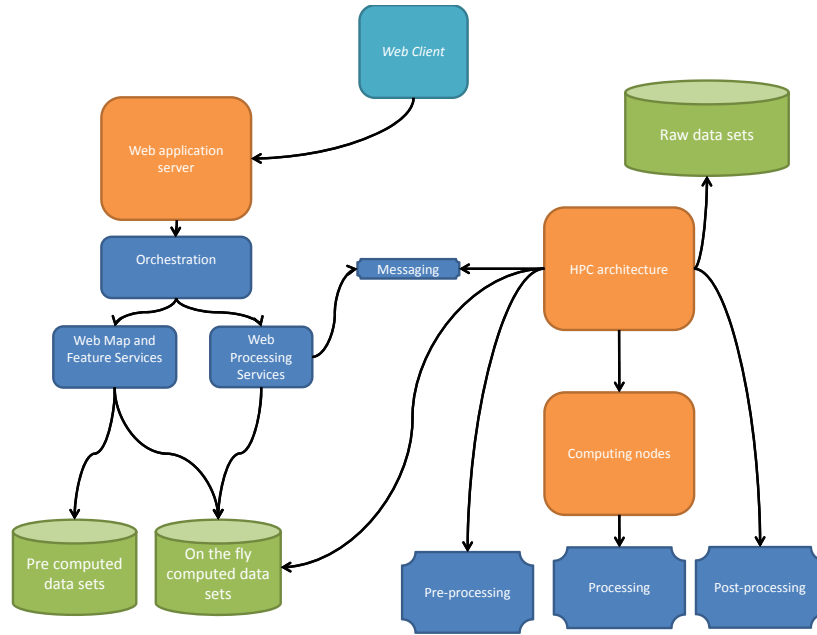 Web Client
Raw data sets
Web application
server
Orchestration
Messaging
HPC architecture
Web Map and
Feature Services
Web
Processing
Services
Computing nodes
Pre computed
data sets
On the fly
computed data
sets
Pre-processing
Processing
Post-processing